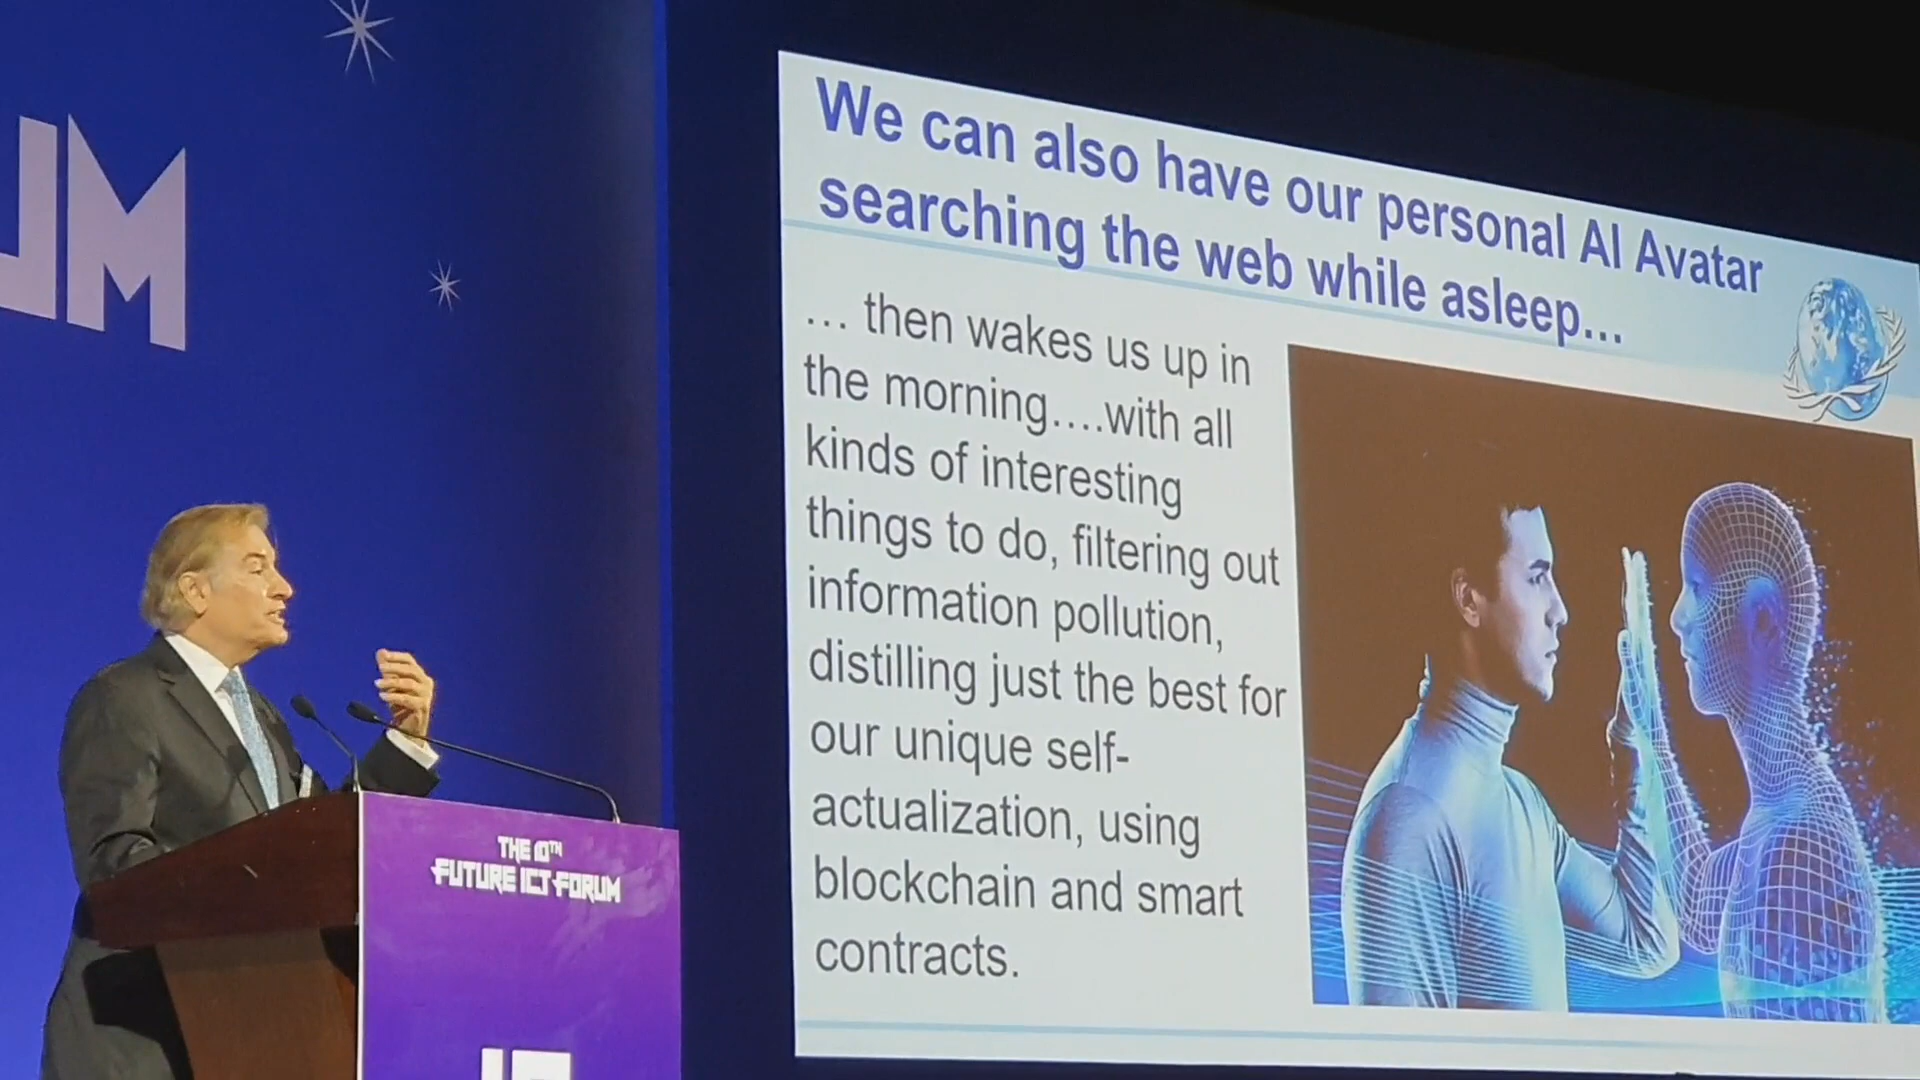 UM
We can also have our personal AI Avatar
searching the web while asleep...
... then wakes us up in
the morning....with all
kinds of interesting
things to do, filtering out
information pollution,
distilling just the best for
our unique self-
actualization, using
blockchain and smart
contracts.
THE 10TH
FUTURE ICT FORUM